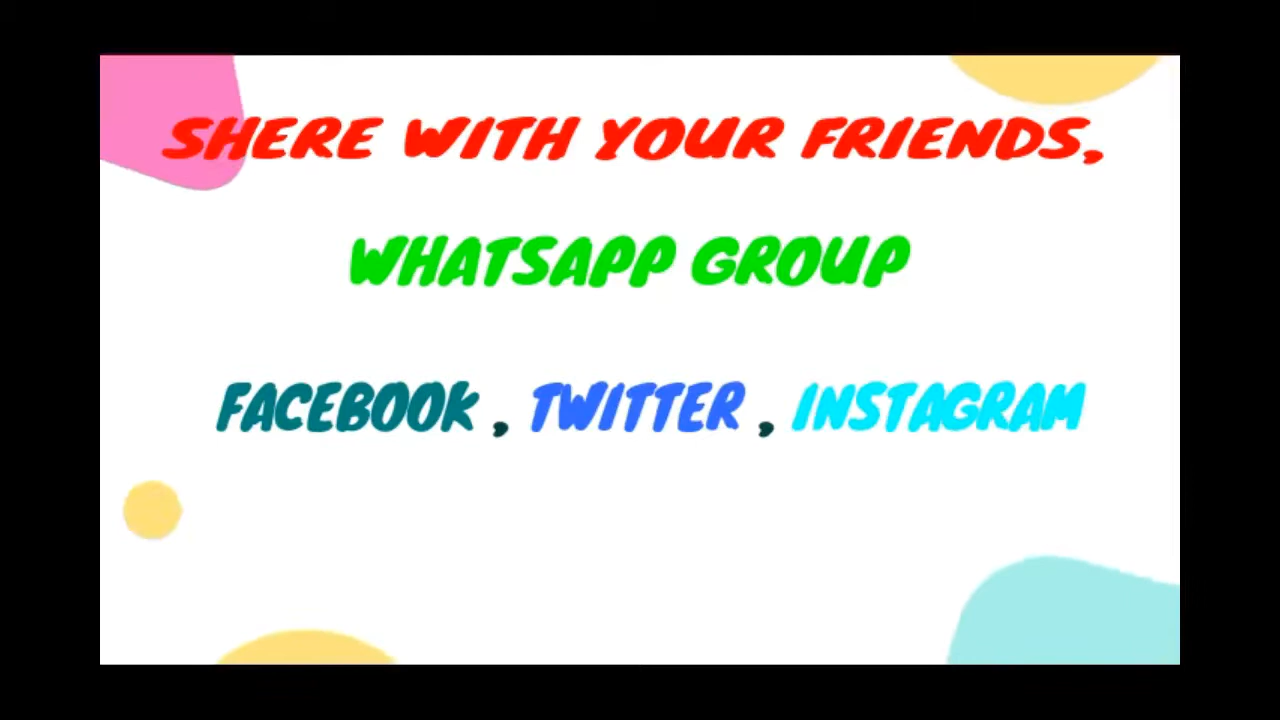 SHERE WITH YOUR FRIENDS,
WHATSAPP GROUP
FACEBOOK , TWITTER , INSTAGRAM